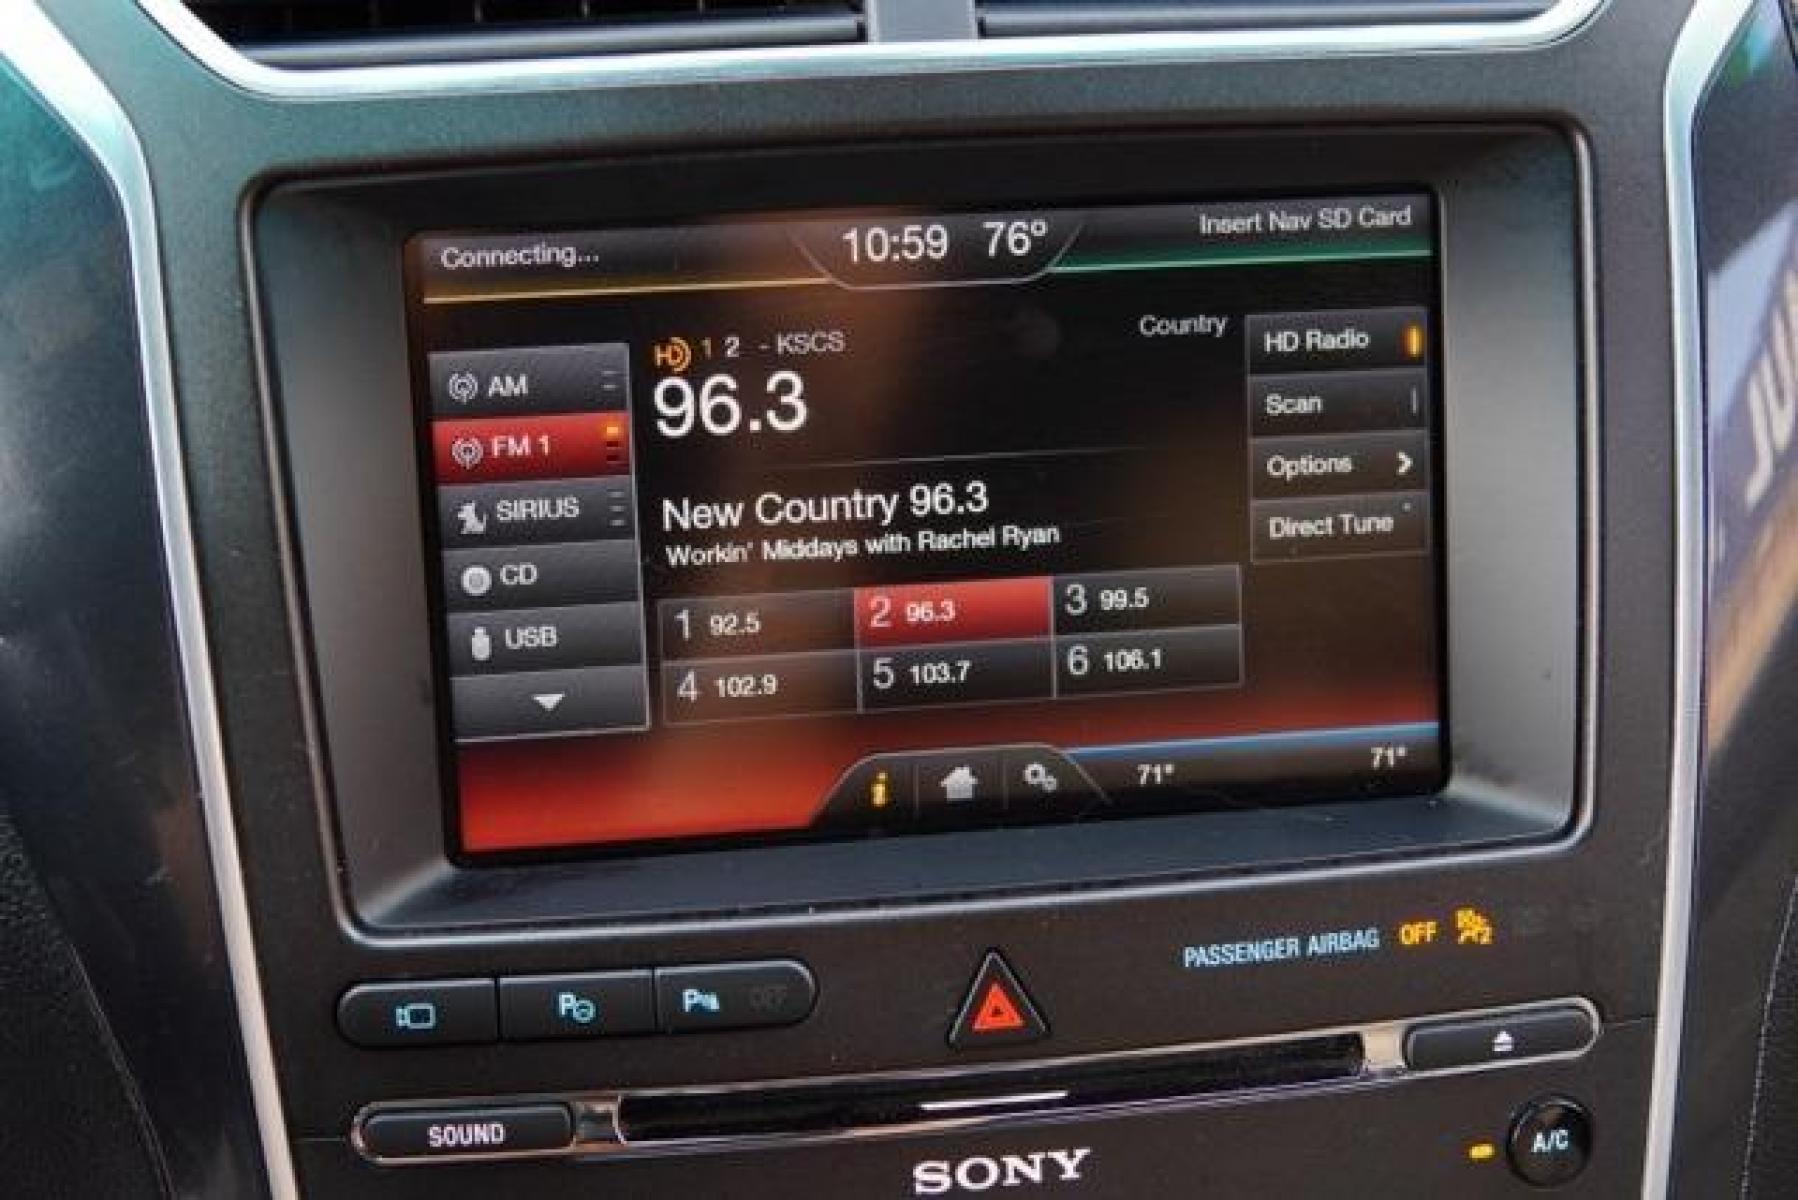 Connecting...
10:59 76°
Insert Nav SD Card
AM
FM 1
SIRIUS
CD
USB
HD 1 2 - KSCS
96.3
Country
New Country 96.3
Workin' Middays with Rachel Ryan
1 92.5
2 96.3
3 99.5
4 102.9
5 103.7
6 106.1
HD Radio
Scan
Options
Direct Tune
i
71°
71°
PASSENGER AIRBAG OFF
P
P OFF
SOUND
SONY
A/C